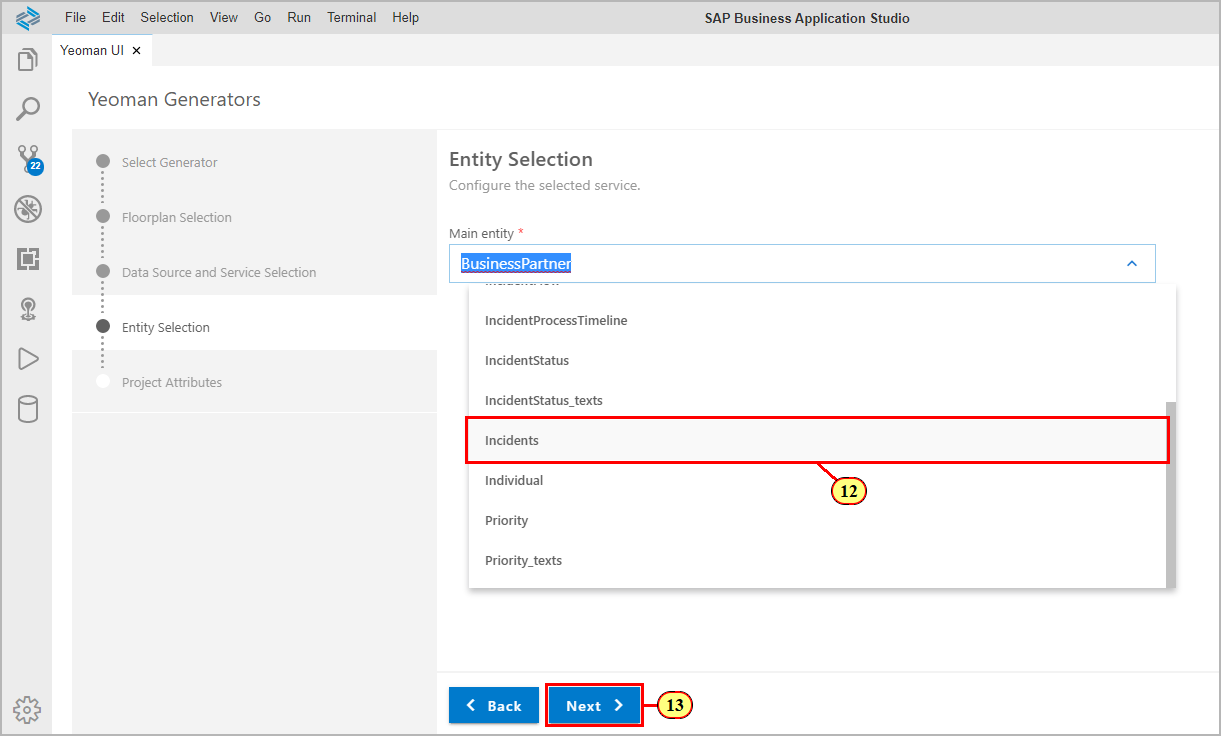 File Edit Selection View Go Run Terminal Help SAP Business Application Studio
Yeoman UI
Yeoman Generators
Select Generator
22
Floorplan Selection
Data Source and Service Selection
Entity Selection
Project Attributes
Entity Selection
Configure the selected service.
Main entity *
BusinessPartner
IncidentProcessTimeline
IncidentStatus
IncidentStatus_texts
Incidents
12
Individual
Priority
Priority_texts
Back Next 13